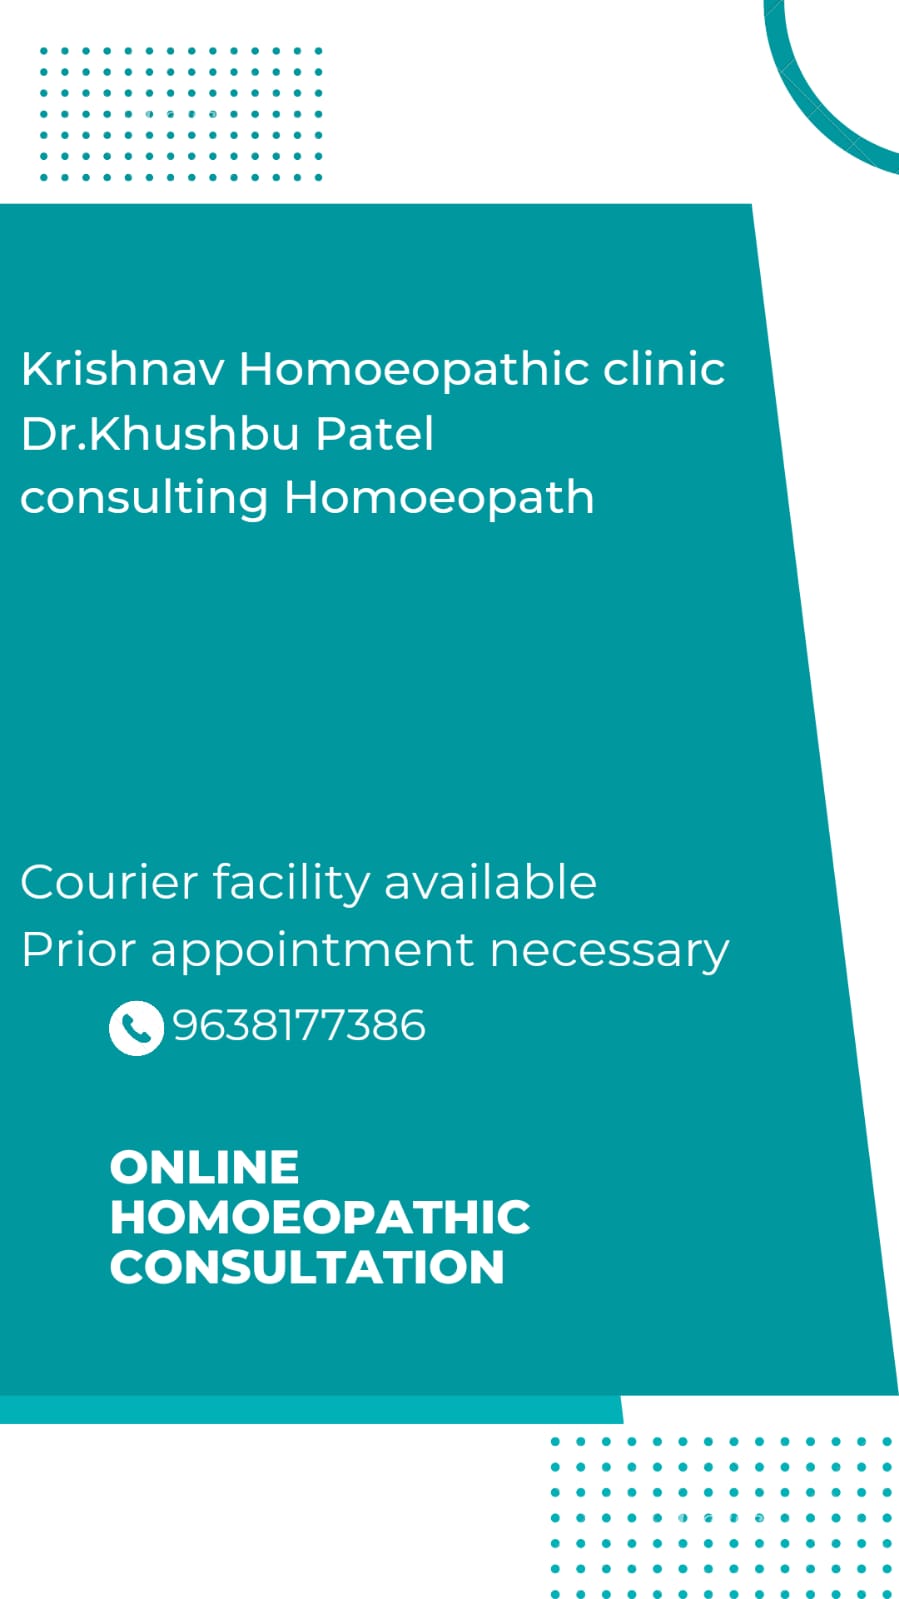 Krishnav Homoeopathic clinic
Dr.Khushbu Patel
consulting Homoeopath
Courier facility available
Prior appointment necessary
9638177386
ONLINE
HOMOEOPATHIC
CONSULTATION